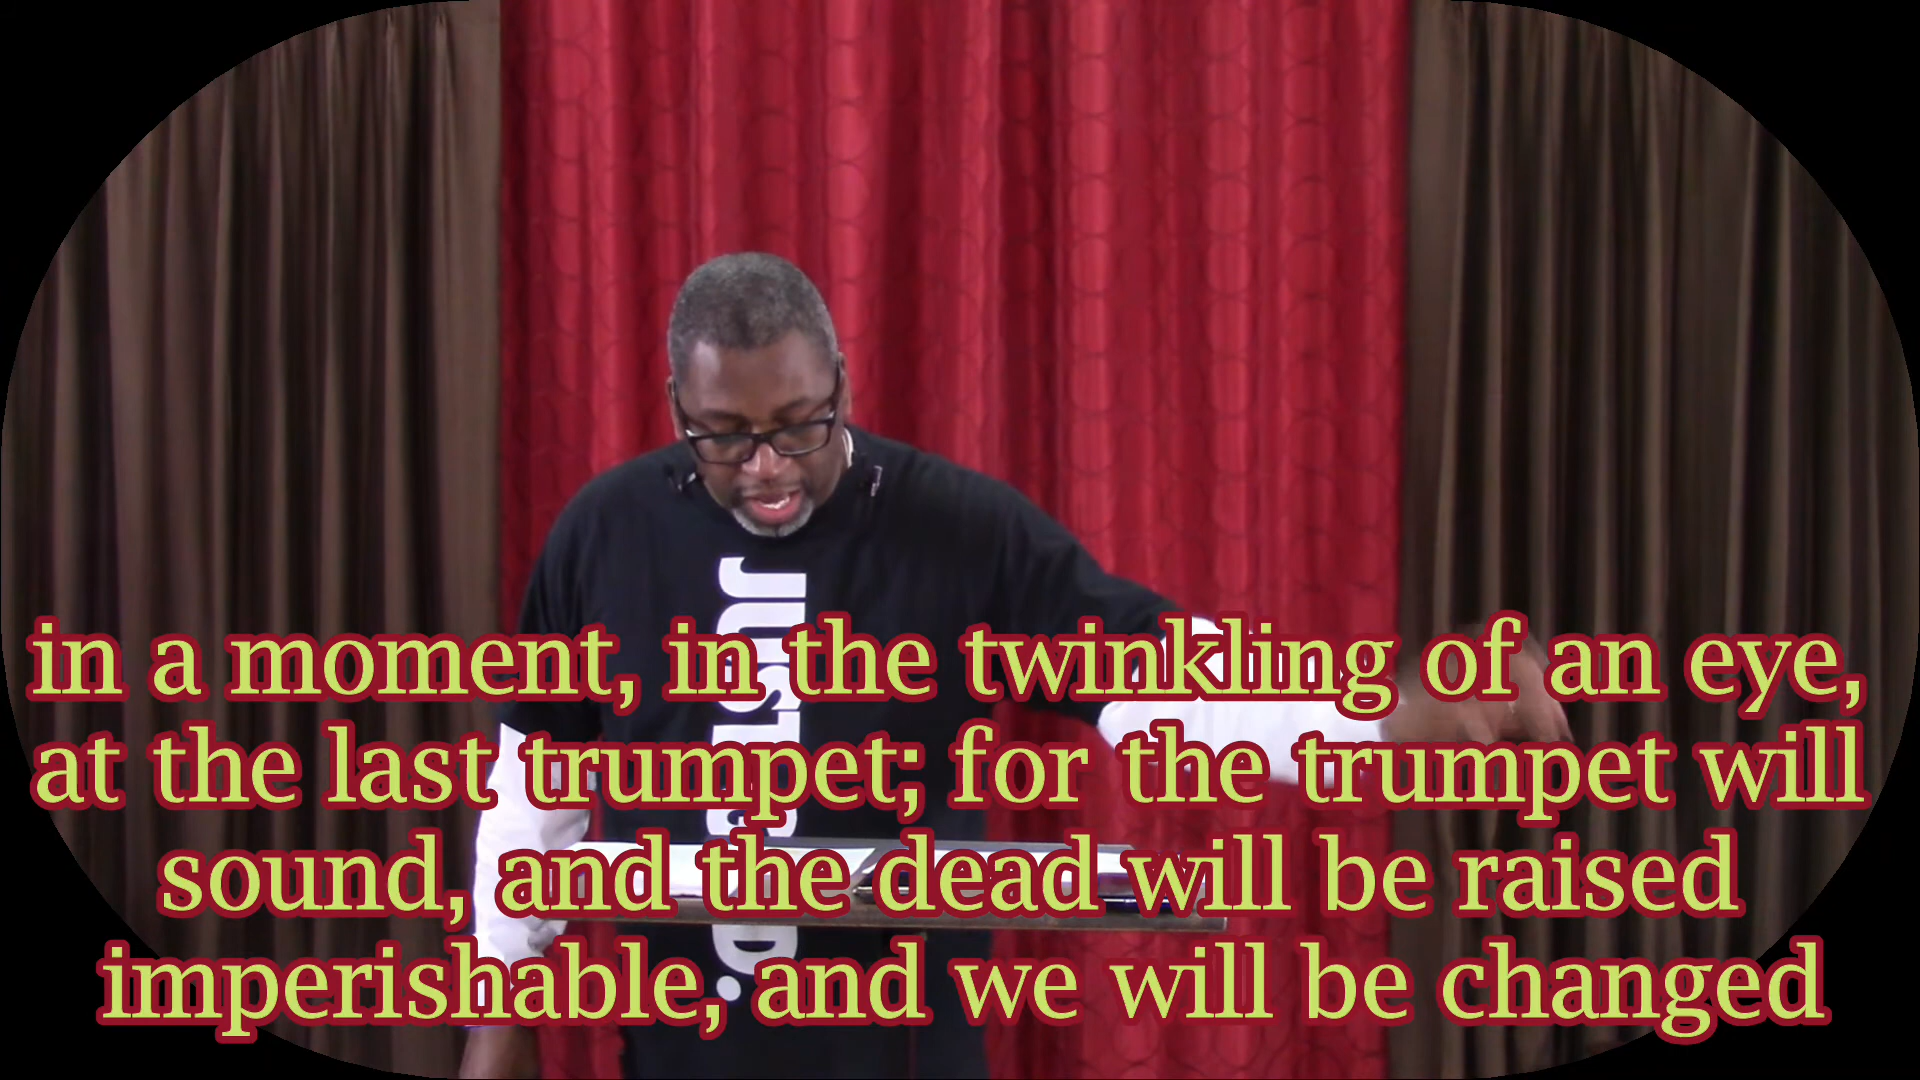 in a moment, in the twinkling of an eye,
at the last trumpet; for the trumpet will
sound, and the dead will be raised
imperishable, and we will be changed